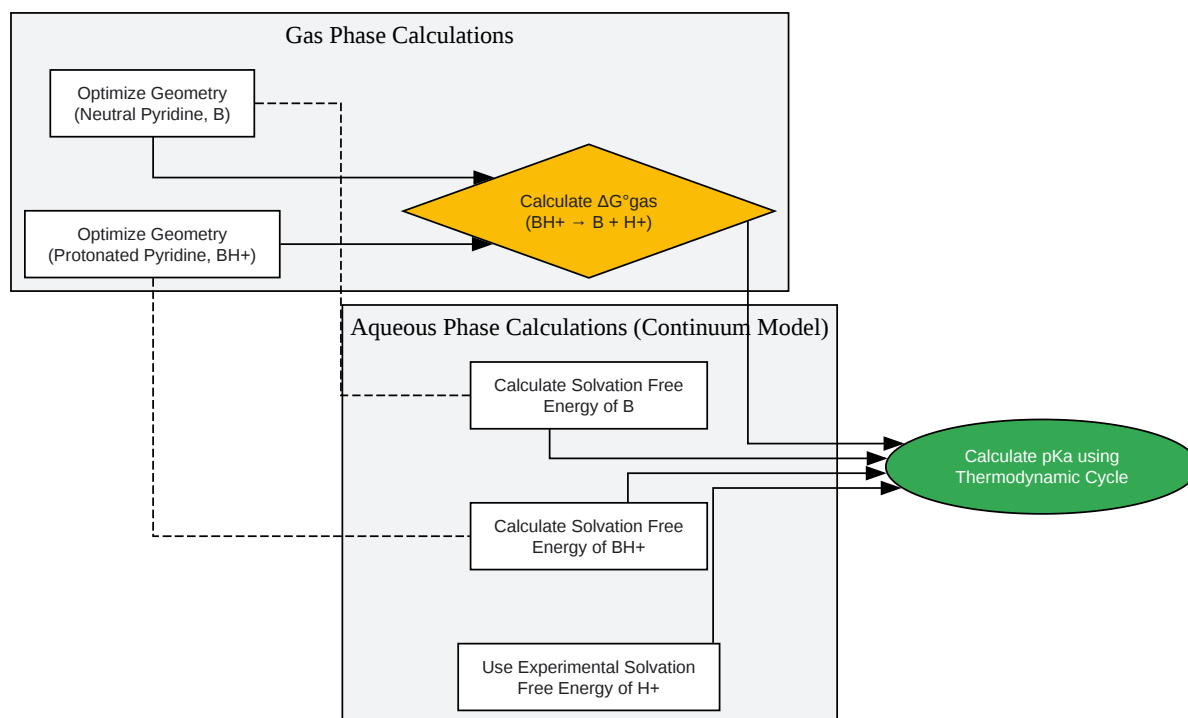 Gas Phase Calculations
Optimize Geometry
(Neutral Pyridine, B)
Calculate ΔG°gas
(BH+ → B + H+)
Optimize Geometry
(Protonated Pyridine, BH+)
Aqueous Phase Calculations (Continuum Model)
Calculate Solvation Free
Energy of B
Calculate pKa using
Thermodynamic Cycle
Calculate Solvation Free
Energy of BH+
Use Experimental Solvation
Free Energy of H+